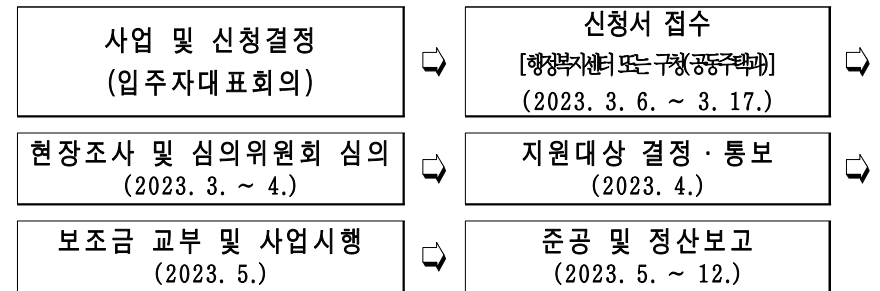 사업 및 신청결정
(입주자대표회의)
신청서 접수
[행정복지센터 또는 구청(공동주택과)]
(2023. 3. 6. ~ 3. 17.)
현장조사 및 심의위원회 심의
(2023. 3. ~ 4.)
지원대상 결정·통보
(2023. 4.)
보조금 교부 및 사업시행
(2023. 5.)
준공 및 정산보고
(2023. 5. ~ 12.)